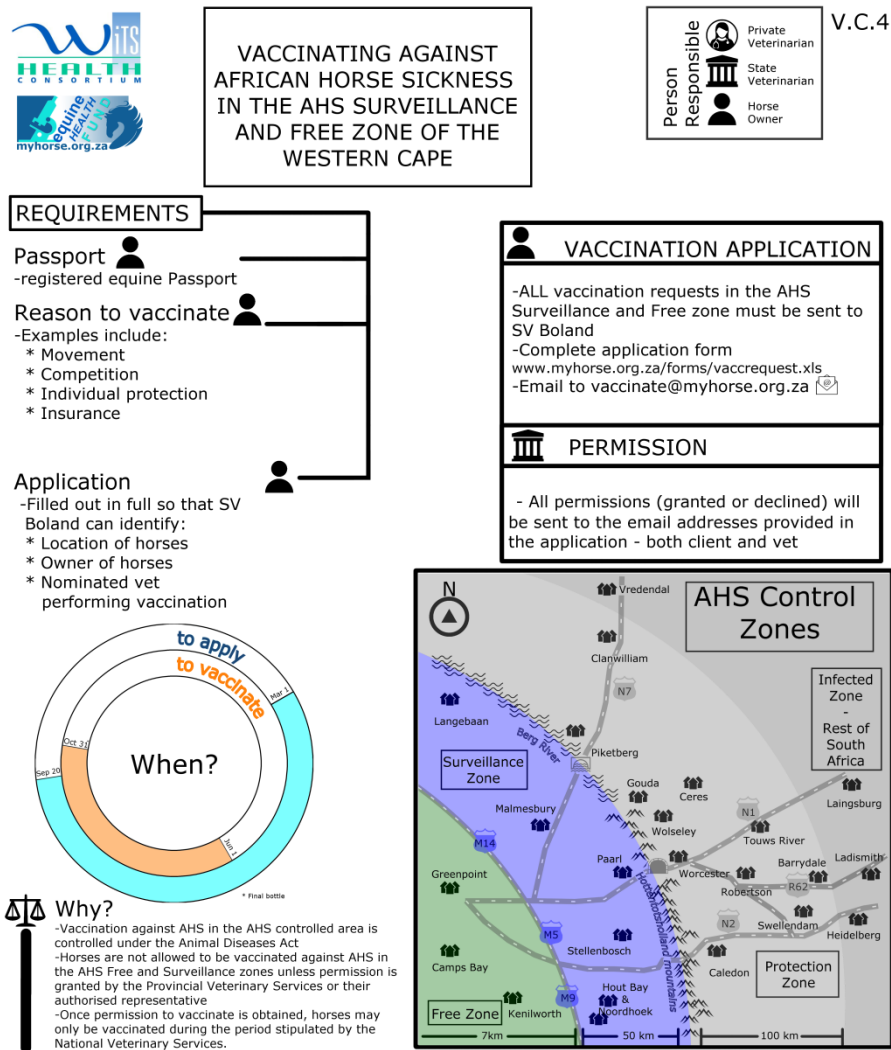 WiTS
HEALTH
CONSORTIUM
equine
HEALTH
FUND
myhorse.org.za
VACCINATING AGAINST
AFRICAN HORSE SICKNESS
IN THE AHS SURVEILLANCE
AND FREE ZONE OF THE
WESTERN CAPE
Person
Responsible
Private
Veterinarian
State
Veterinarian
Horse
Owner
V.C.4
REQUIREMENTS
Passport
-registered equine Passport
Reason to vaccinate
-Examples include:
* Movement
* Competition
* Individual protection
* Insurance
Application
-Filled out in full so that SV
Boland can identify:
* Location of horses
* Owner of horses
* Nominated vet
performing vaccination
VACCINATION APPLICATION
-ALL vaccination requests in the AHS
Surveillance and Free zone must be sent to
SV Boland
-Complete application form
www.myhorse.org.za/forms/vaccrequest.xls
-Email to vaccinate@myhorse.org.za @
PERMISSION
- All permissions (granted or declined) will
be sent to the email addresses provided in
the application - both client and vet
to apply
to vaccinate
Mar 1
Oct 31
Sep 20
Jun 1
When?
* Final bottle
Why?
-Vaccination against AHS in the AHS controlled area is
controlled under the Animal Diseases Act
-Horses are not allowed to be vaccinated against AHS in
the AHS Free and Surveillance zones unless permission is
granted by the Provincial Veterinary Services or their
authorised representative
-Once permission to vaccinate is obtained, horses may
only be vaccinated during the period stipulated by the
National Veterinary Services.
N
AHS Control
Zones
Vredendal
Clanwilliam
N7
Infected
Zone
-
Rest of
South
Africa
Langebaan
Berg River
Piketberg
Surveillance
Zone
Gouda
Ceres
Laingsburg
Malmesbury
Wolseley
N1
Touws River
M14
Paarl
Worcester
Barrydale
Ladismith
Greenpoint
Robertson
R62
Hottentotsholland mountains
M5
Stellenbosch
N2
Swellendam
Heidelberg
Camps Bay
Caledon
Protection
Zone
Hout Bay
&
Noordhoek
M9
Free Zone
Kenilworth
7km
50 km
100 km